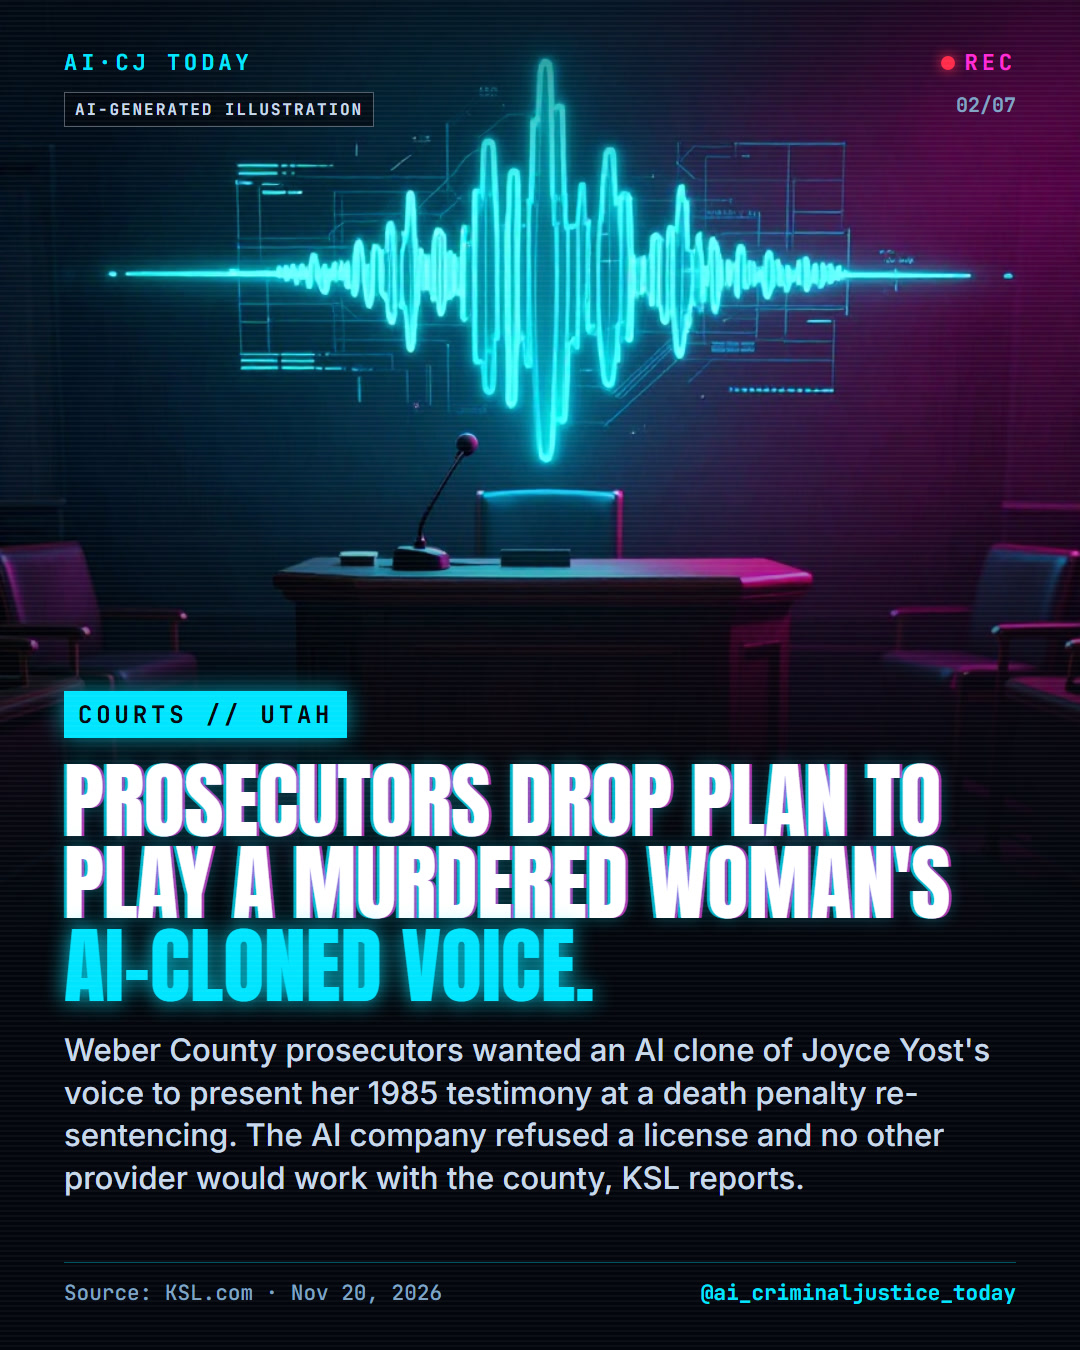 AI·CJ TODAY
REC
AI-GENERATED ILLUSTRATION
02/07
COURTS // UTAH
PROSECUTORS DROP PLAN TO
PLAY A MURDERED WOMAN'S
AI-CLONED VOICE.
Weber County prosecutors wanted an AI clone of Joyce Yost's
voice to present her 1985 testimony at a death penalty re-
sentencing. The AI company refused a license and no other
provider would work with the county, KSL reports.
Source: KSL.com · Nov 20, 2026
@ai_criminaljustice_today